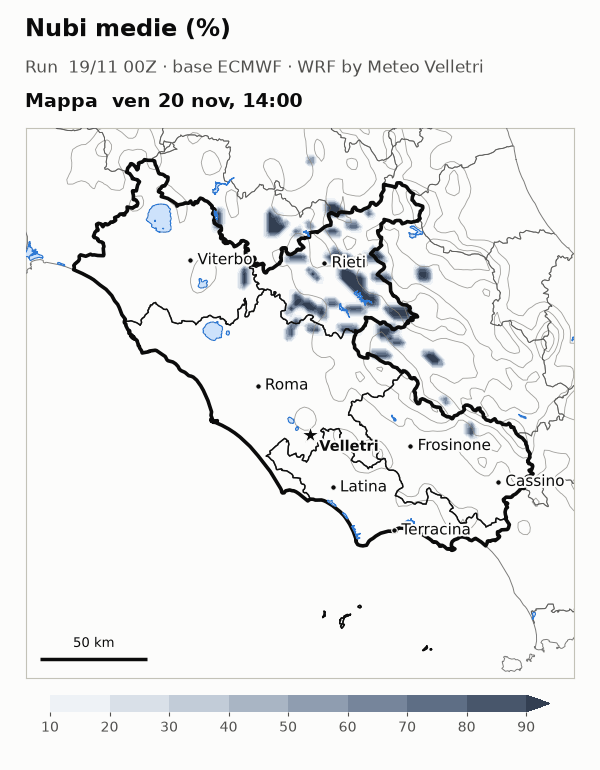 Nubi medie (%)
Run 19/11 00Z · base ECMWF · WRF by Meteo Velletri
Mappa ven 20 nov, 14:00
Viterbo
Rieti
Roma
Velletri
Frosinone
Cassino
Latina
Terracina
50 km
10 20 30 40 50 60 70 80 90